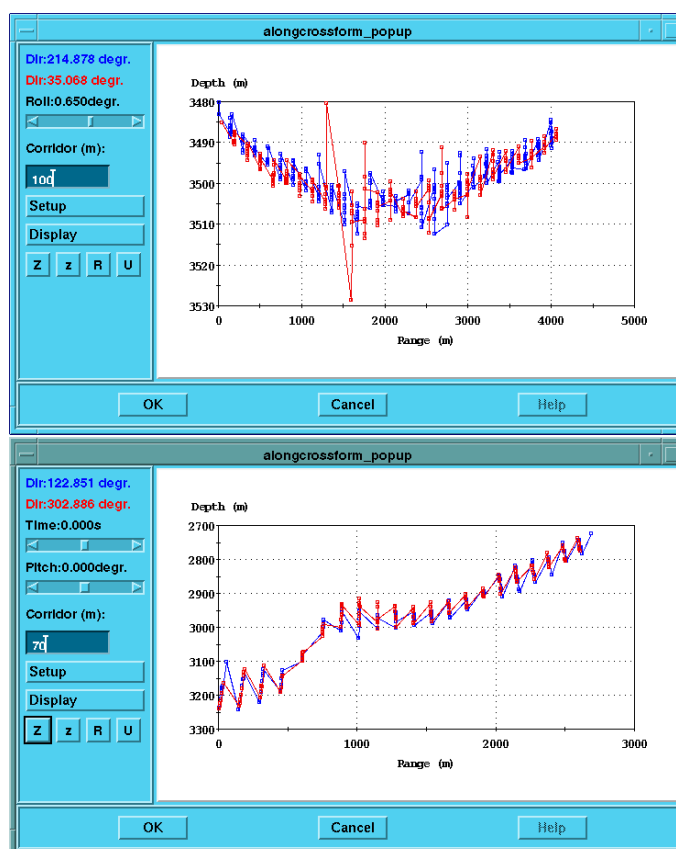 alongcrossform_popup
Dir:214.878 degr.
Dir:35.068 degr.
Roll:0.650degr.
Corridor (m):
100
Setup
Display
Z z R U
Depth (m)
3480
3490
3500
3510
3520
3530
0 1000 2000 3000 4000 5000
Range (m)
OK Cancel Help
alongcrossform_popup
Dir:122.851 degr.
Dir:302.886 degr.
Time:0.000s
Pitch:0.000degr.
Corridor (m):
70
Setup
Display
Z z R U
Depth (m)
2700
2800
2900
3000
3100
3200
3300
0 1000 2000 3000
Range (m)
OK Cancel Help